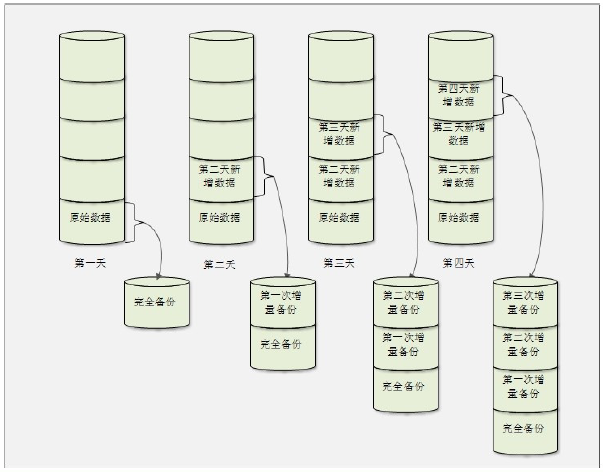 原始数据
第一天
完全备份
第二天新
增数据
原始数据
第二天
第一次增
量备份
完全备份
第三天新
增数据
第二天新
增数据
原始数据
第三天
第二次增
量备份
第一次增
量备份
完全备份
第四天新
增数据
第三天新增
数据
第二天新
增数据
原始数据
第四天
第三次增
量备份
第二次增
量备份
第一次增
量备份
完全备份